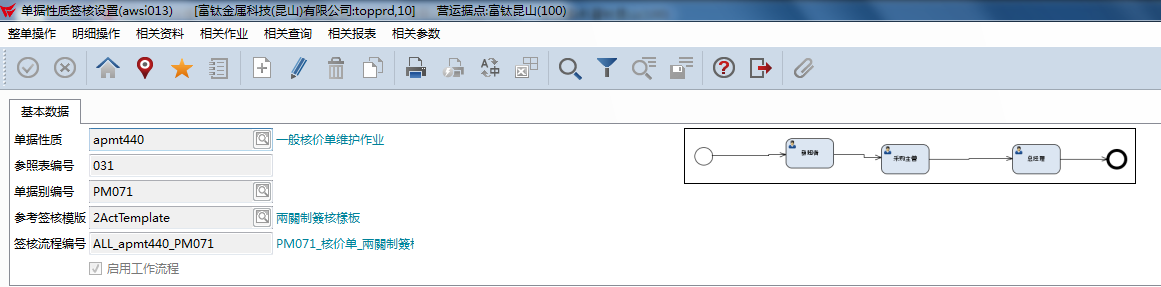 单据性质签核设置(awsi013) [富钛金属科技(昆山)有限公司:topprd,10] 营运据点:富钛昆山(100)
整单操作 明细操作 相关资料 相关作业 相关查询 相关报表 相关参数
基本数据
单据性质 apmt440 一般核价单维护作业
参照表编号 031
单据别编号 PM071
参考签核模版 2ActTemplate 兩關制簽核樣板
签核流程编号 ALL_apmt440_PM071 PM071_核价单_兩關制簽核
启用工作流程
采购主管
总经理